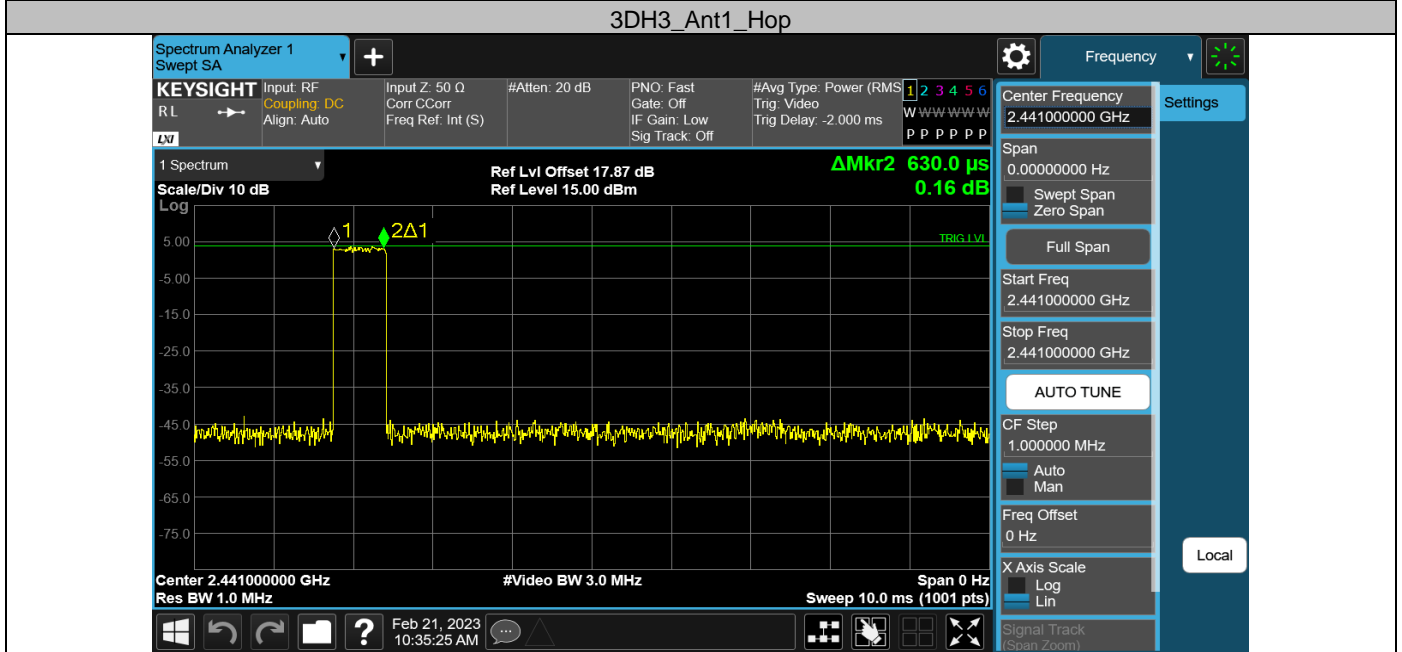 3DH3_Ant1_Hop
Spectrum Analyzer 1
Swept SA
Frequency
KEYSIGHT
RL
LXI
Input: RF
Coupling: DC
Align: Auto
Input Z: 50 Ω
Corr CCorr
Freq Ref: Int (S)
#Atten: 20 dB
PNO: Fast
Gate: Off
IF Gain: Low
Sig Track: Off
#Avg Type: Power (RMS
Trig: Video
Trig Delay: -2.000 ms
1 2 3 4 5 6
W W W W W W
P P P P P P
1 Spectrum
Scale/Div 10 dB
Log
Ref Lvl Offset 17.87 dB
Ref Level 15.00 dBm
ΔMkr2 630.0 µs
0.16 dB
1
2Δ1
TRIG LVL
5.00
-5.00
-15.0
-25.0
-35.0
-45.0
-55.0
-65.0
-75.0
Center 2.441000000 GHz
Res BW 1.0 MHz
#Video BW 3.0 MHz
Span 0 Hz
Sweep 10.0 ms (1001 pts)
?
Feb 21, 2023
10:35:25 AM
Center Frequency
2.441000000 GHz
Span
0.00000000 Hz
Swept Span
Zero Span
Full Span
Start Freq
2.441000000 GHz
Stop Freq
2.441000000 GHz
AUTO TUNE
CF Step
1.000000 MHz
Auto
Man
Freq Offset
0 Hz
X Axis Scale
Log
Lin
Signal Track
(Span Zoom)
Settings
Local